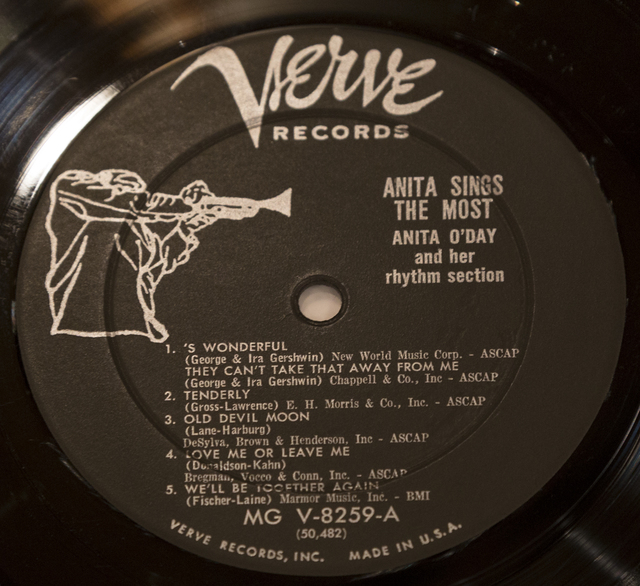 Verve
RECORDS
ANITA SINGS
THE MOST
ANITA O'DAY
and her
rhythm section
1. 'S WONDERFUL
(George & Ira Gershwin) New World Music Corp. - ASCAP
THEY CAN'T TAKE THAT AWAY FROM ME
(George & Ira Gershwin) Chappell & Co., Inc - ASCAP
2. TENDERLY
(Gross-Lawrence) E. H. Morris & Co., Inc. - ASCAP
3. OLD DEVIL MOON
(Lane-Harburg)
DeSylva, Brown & Henderson, Inc - ASCAP
4. LOVE ME OR LEAVE ME
(Donaldson-Kahn)
Bregman, Vocco & Conn, Inc. - ASCAP
5. WE'LL BE TOGETHER AGAIN
(Fischer-Laine) Marmor Music, Inc. - BMI
MG V-8259-A
(50,482)
VERVE RECORDS, INC. MADE IN U.S.A.